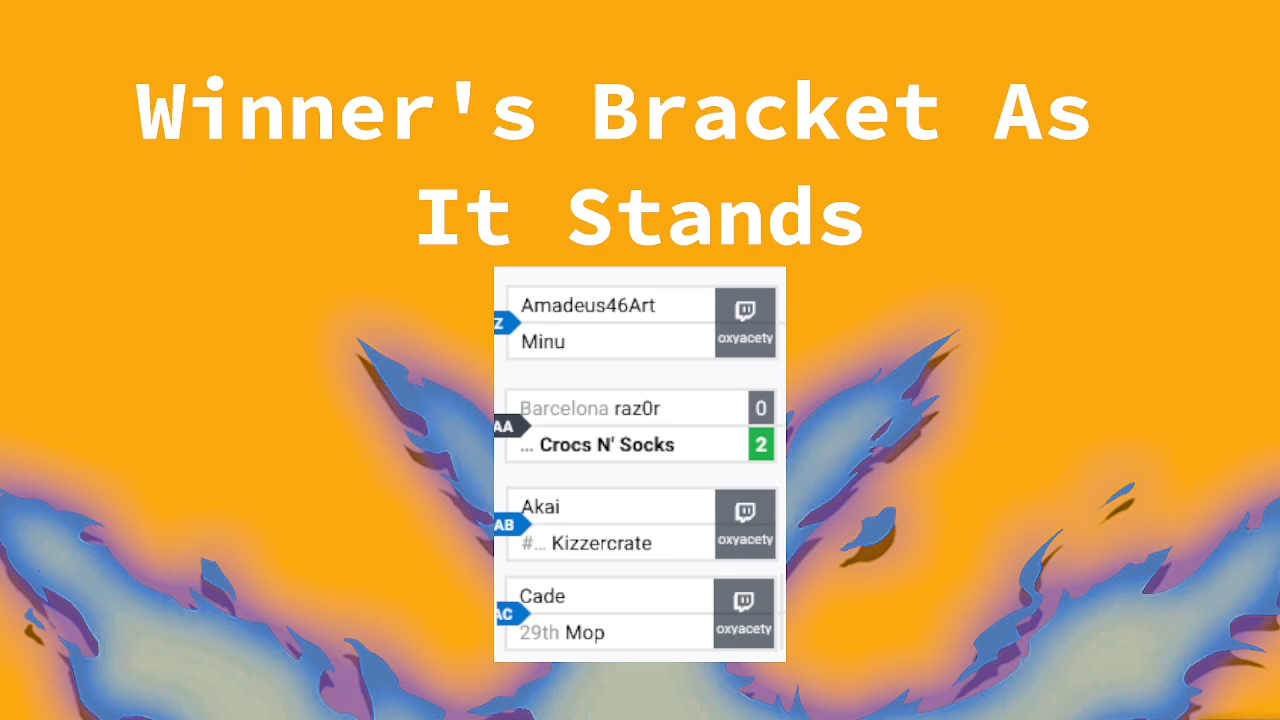 Winner's Bracket As
It Stands
Z
Amadeus46Art
Minu
oxyacety
AA
Barcelona raz0r
0
... Crocs N' Socks
2
AB
Akai
#... Kizzercrate
oxyacety
AC
Cade
29th Mop
oxyacety